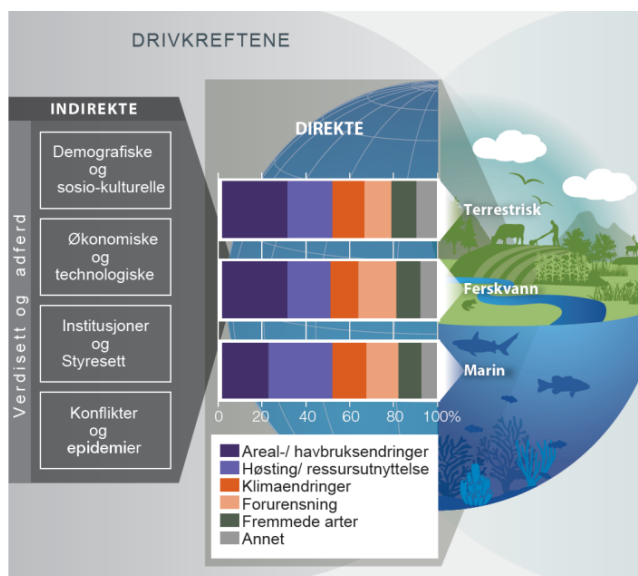 DRIVKREFTENE
INDIREKTE
Verdisett og adferd
Demografiske
og
sosio-kulturelle
Økonomiske
og
technologiske
Institusjoner
og
Styresett
Konflikter
og
epidemier
DIREKTE
Terrestrisk
Ferskvann
Marin
0 20 40 60 80 100%
Areal-/ havbruksendringer
Høsting/ ressursutnyttelse
Klimaendringer
Forurensning
Fremmede arter
Annet